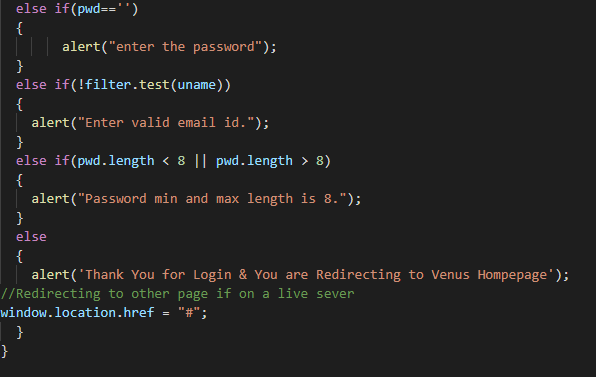 else if(pwd=='')
{
alert("enter the password");
}
else if(!filter.test(uname))
{
alert("Enter valid email id.");
}
else if(pwd.length < 8 || pwd.length > 8)
{
alert("Password min and max length is 8.");
}
else
{
alert('Thank You for Login & You are Redirecting to Venus Hompepage');
//Redirecting to other page if on a live sever
window.location.href = "#";
}
}